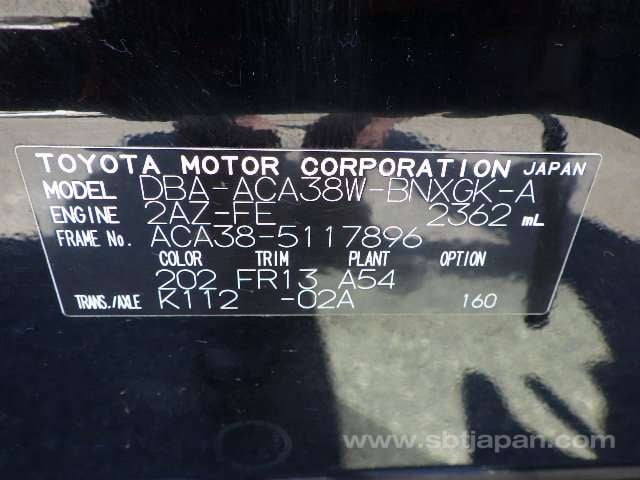 TOYOTA MOTOR CORPORATION JAPAN
MODEL DBA-ACA38W-BNXGK-A
ENGINE 2AZ-FE 2362 mL
FRAME No. ACA38-5117896
COLOR TRIM PLANT OPTION
202 FR13 A54
TRANS./AXLE K112 -02A 160
www.sbtjapan.com